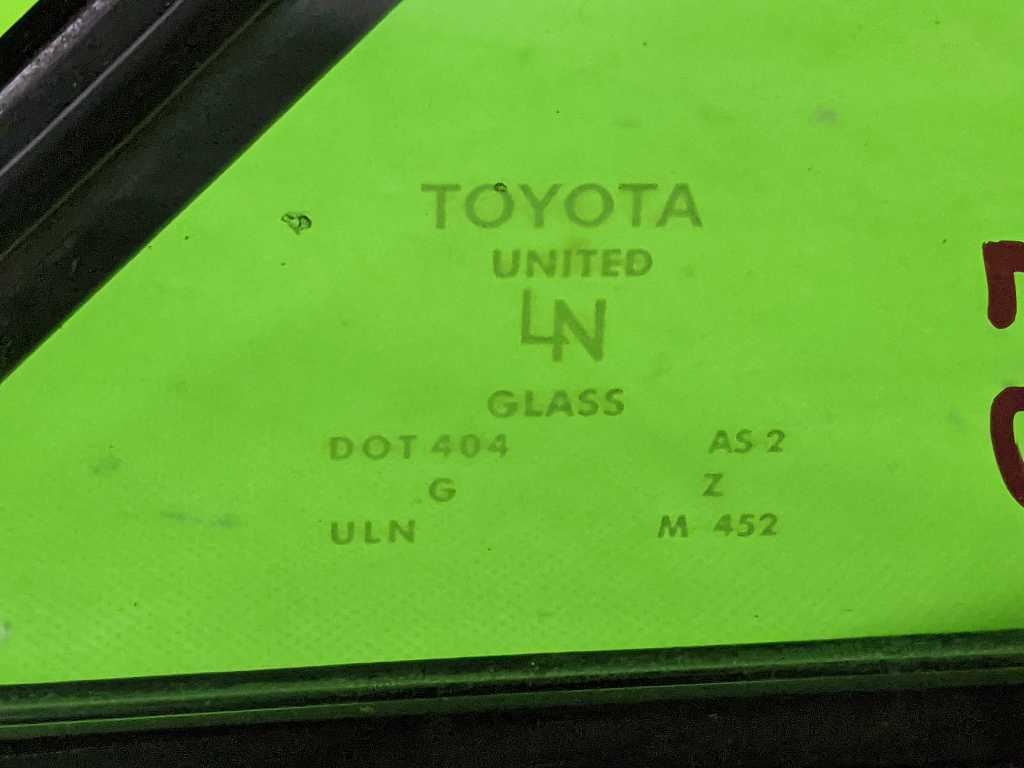 TOYOTA
UNITED
LN
GLASS
DOT 404 AS 2
G Z
ULN M 452